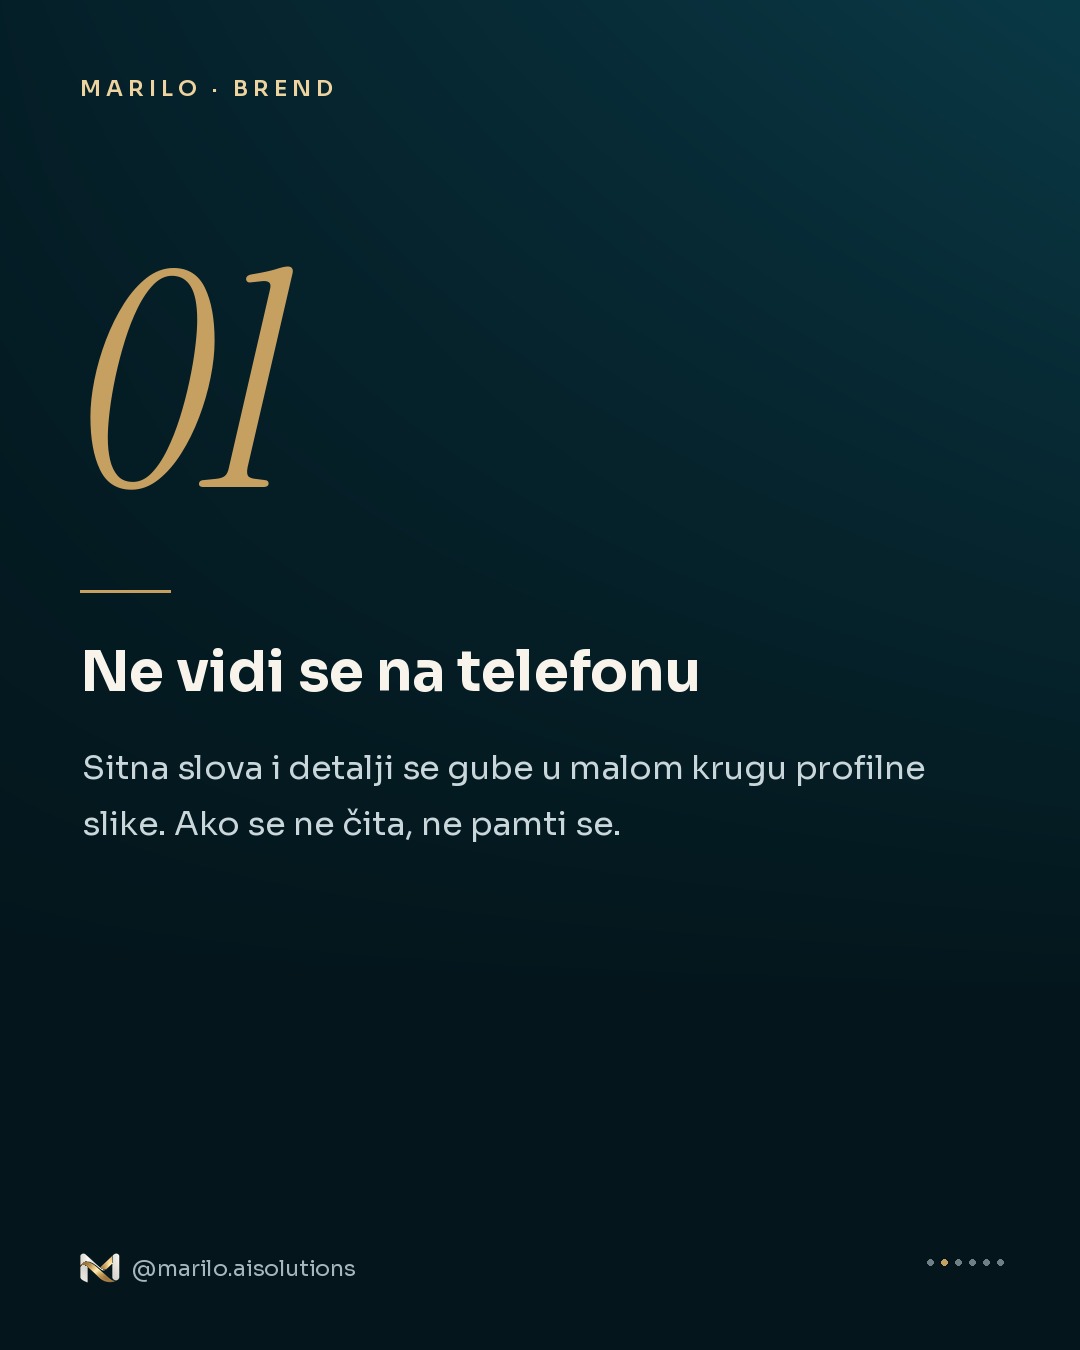 MARILO · BREND
01
Ne vidi se na telefonu
Sitna slova i detalji se gube u malom krugu profilne
slike. Ako se ne čita, ne pamti se.
@marilo.aisolutions